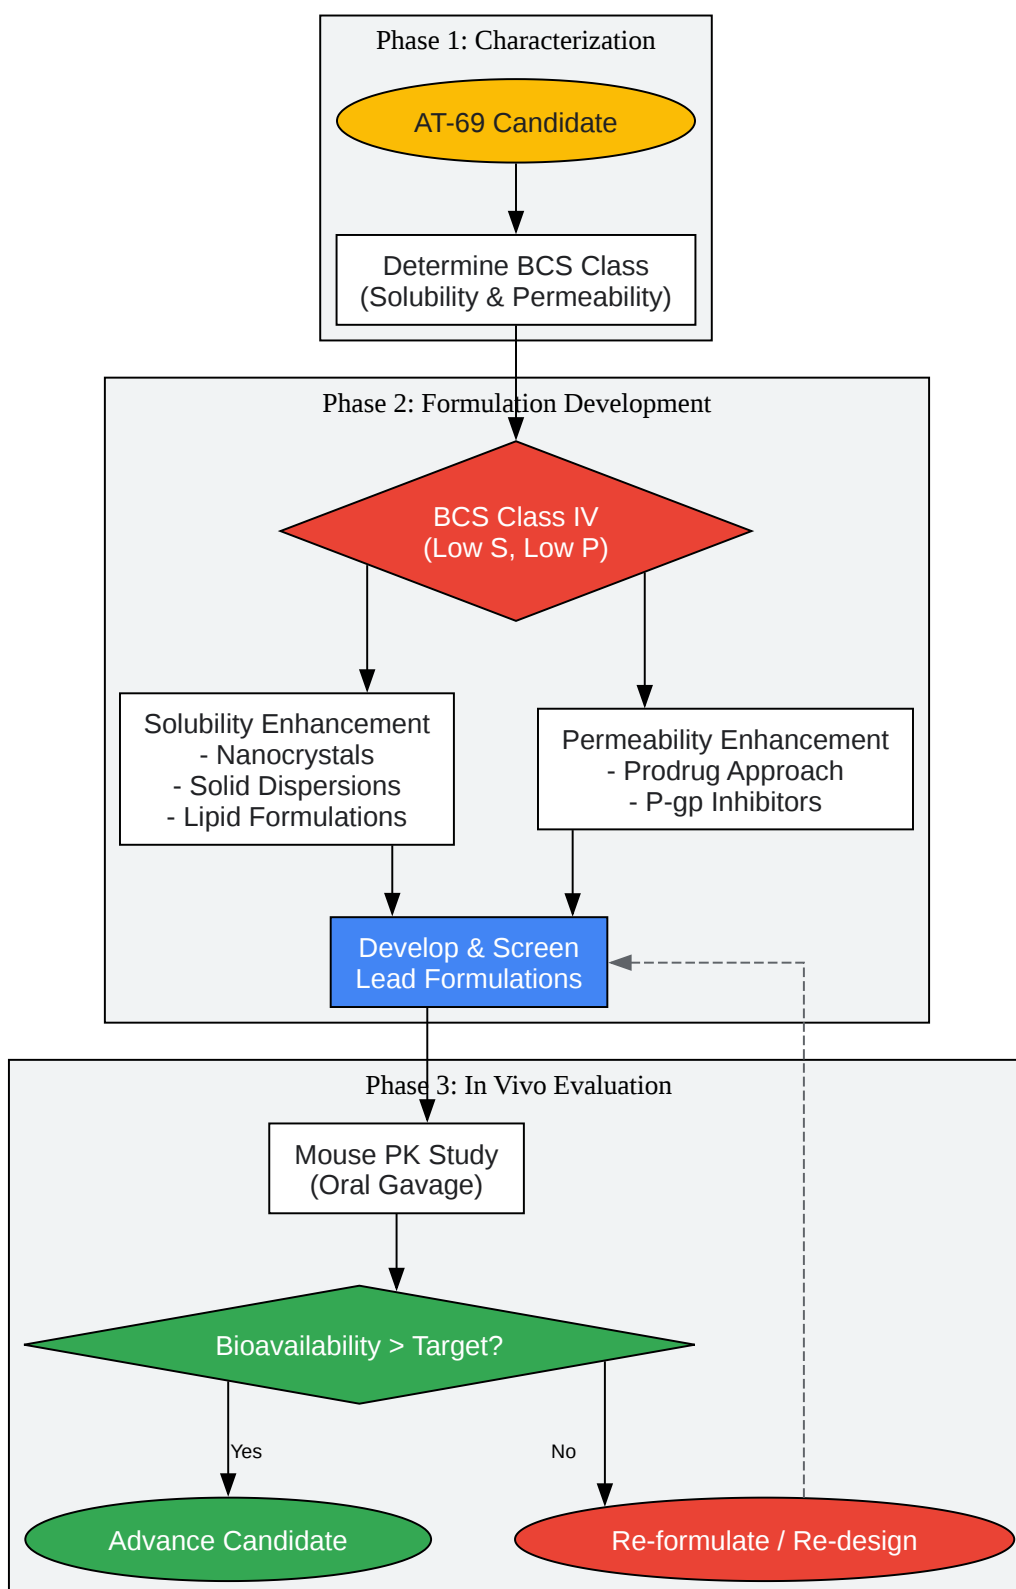 Phase 1: Characterization
AT-69 Candidate
Determine BCS Class
(Solubility & Permeability)
Phase 2: Formulation Development
BCS Class IV
(Low S, Low P)
Solubility Enhancement
- Nanocrystals
- Solid Dispersions
- Lipid Formulations
Permeability Enhancement
- Prodrug Approach
- P-gp Inhibitors
Develop & Screen
Lead Formulations
Phase 3: In Vivo Evaluation
Mouse PK Study
(Oral Gavage)
Bioavailability > Target?
Yes
No
Advance Candidate
Re-formulate / Re-design